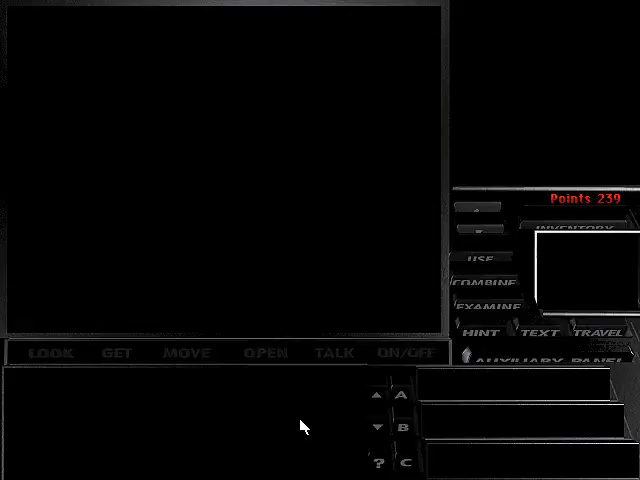 Points 239
INVENTORY
USE
COMBINE
EXAMINE
HINT TEXT TRAVEL
LOOK GET MOVE OPEN TALK ON/OFF
AUXILIARY PANEL
A
B
? C